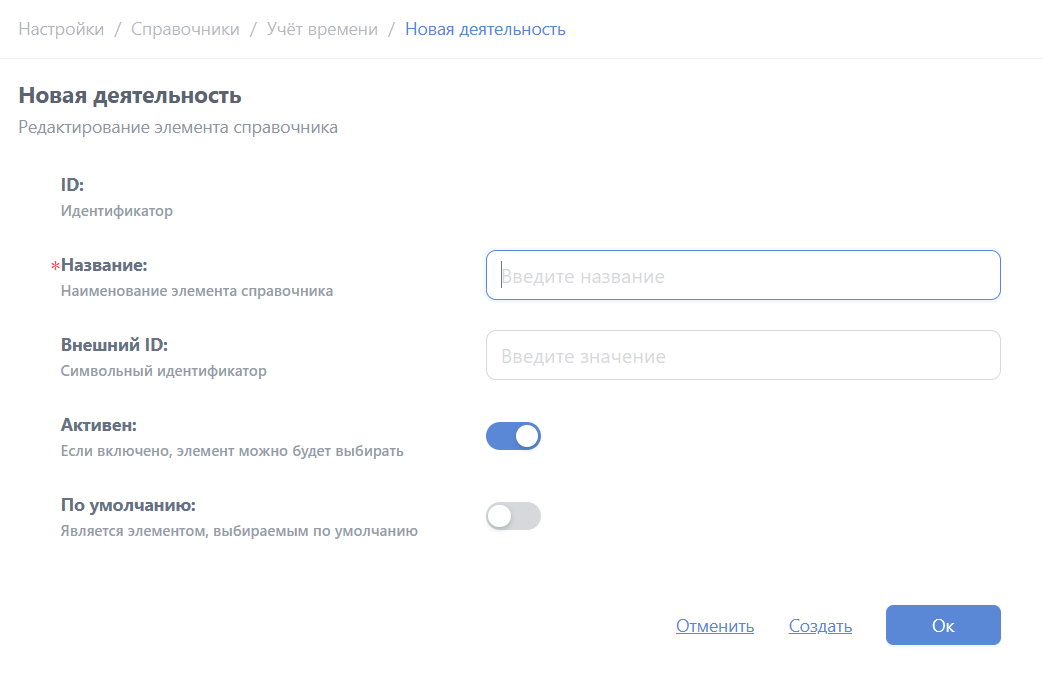 Настройки / Справочники / Учёт времени / Новая деятельность
Новая деятельность
Редактирование элемента справочника
ID:
Идентификатор
*Название:
Введите название
Наименование элемента справочника
Внешний ID:
Введите значение
Символьный идентификатор
Активен:
Если включено, элемент можно будет выбирать
По умолчанию:
Является элементом, выбираемым по умолчанию
Отменить Создать Ок